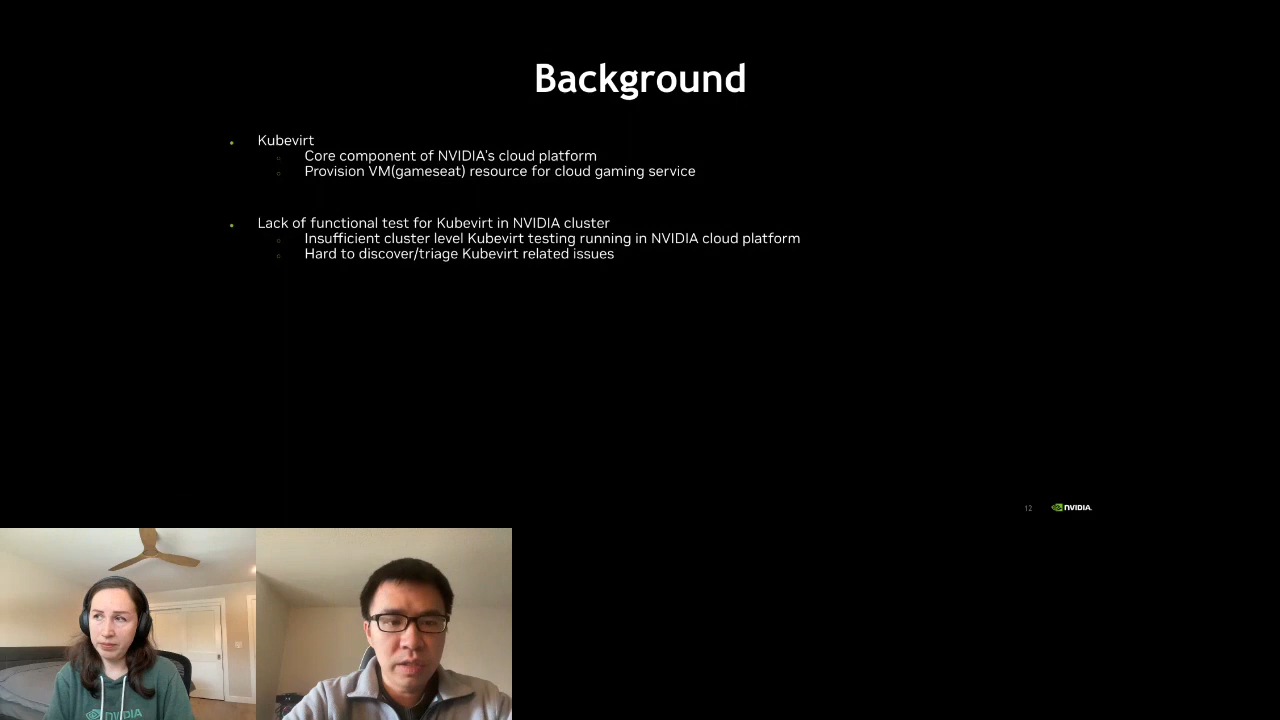 Background
Kubevirt
Core component of NVIDIA's cloud platform
Provision VM(gameseat) resource for cloud gaming service
Lack of functional test for Kubevirt in NVIDIA cluster
Insufficient cluster level Kubevirt testing running in NVIDIA cloud platform
Hard to discover/triage Kubevirt related issues
12
NVIDIA.
NVIDIA